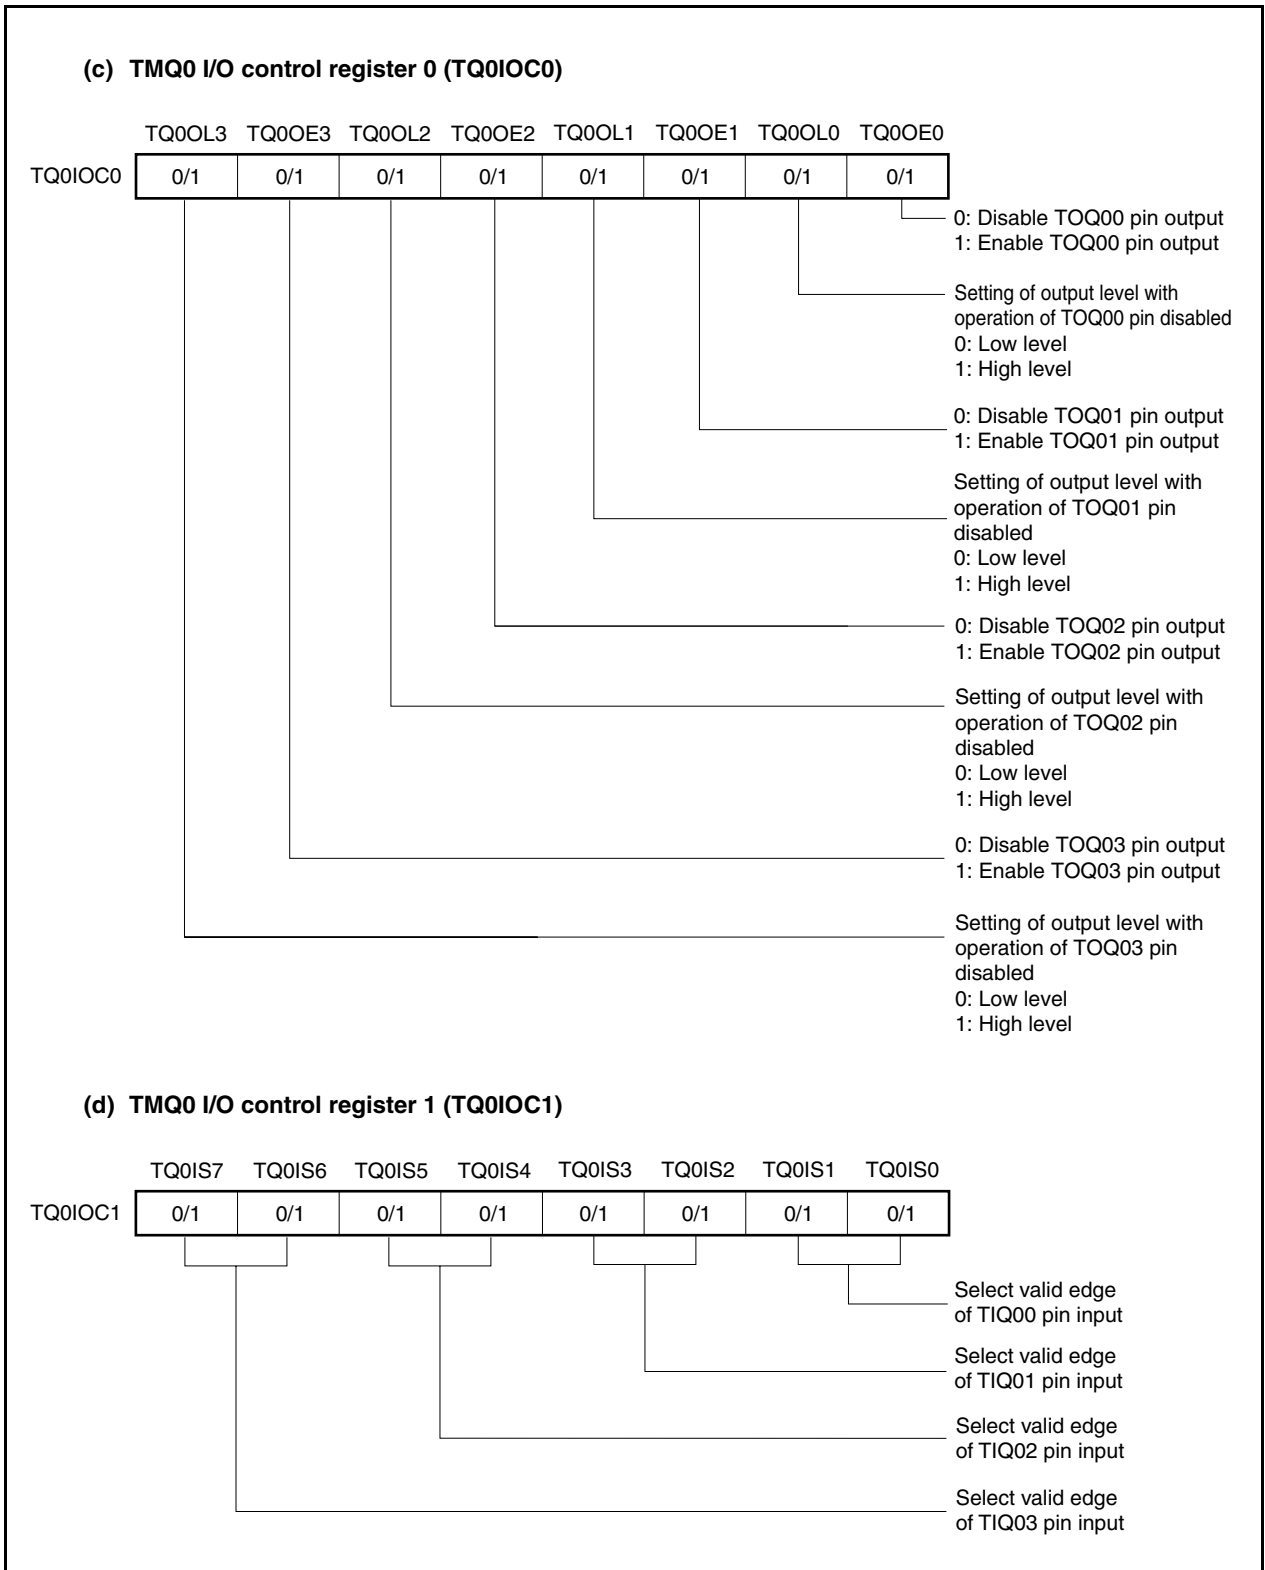 (c) TMQ0 I/O control register 0 (TQ0IOC0)
TQ0OL3 TQ0OE3 TQ0OL2 TQ0OE2 TQ0OL1 TQ0OE1 TQ0OL0 TQ0OE0
TQ0IOC0 0/1 0/1 0/1 0/1 0/1 0/1 0/1 0/1
0: Disable TOQ00 pin output
1: Enable TOQ00 pin output
Setting of output level with
operation of TOQ00 pin disabled
0: Low level
1: High level
0: Disable TOQ01 pin output
1: Enable TOQ01 pin output
Setting of output level with
operation of TOQ01 pin
disabled
0: Low level
1: High level
0: Disable TOQ02 pin output
1: Enable TOQ02 pin output
Setting of output level with
operation of TOQ02 pin
disabled
0: Low level
1: High level
0: Disable TOQ03 pin output
1: Enable TOQ03 pin output
Setting of output level with
operation of TOQ03 pin
disabled
0: Low level
1: High level
(d) TMQ0 I/O control register 1 (TQ0IOC1)
TQ0IS7 TQ0IS6 TQ0IS5 TQ0IS4 TQ0IS3 TQ0IS2 TQ0IS1 TQ0IS0
TQ0IOC1 0/1 0/1 0/1 0/1 0/1 0/1 0/1 0/1
Select valid edge
of TIQ00 pin input
Select valid edge
of TIQ01 pin input
Select valid edge
of TIQ02 pin input
Select valid edge
of TIQ03 pin input